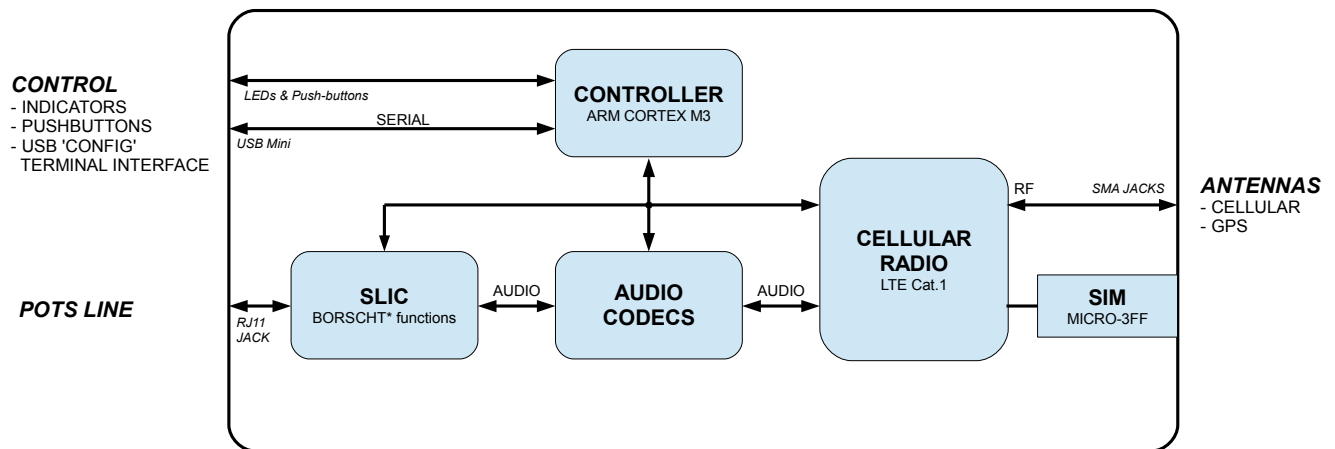 CONTROL
- INDICATORS
- PUSHBUTTONS
- USB 'CONFIG'
TERMINAL INTERFACE
LEDs & Push-buttons
SERIAL
USB Mini
CONTROLLER
ARM CORTEX M3
RF
SMA JACKS
ANTENNAS
- CELLULAR
- GPS
CELLULAR
RADIO
LTE Cat.1
POTS LINE
RJ11
JACK
SLIC
BORSCHT* functions
AUDIO
AUDIO
CODECS
AUDIO
SIM
MICRO-3FF